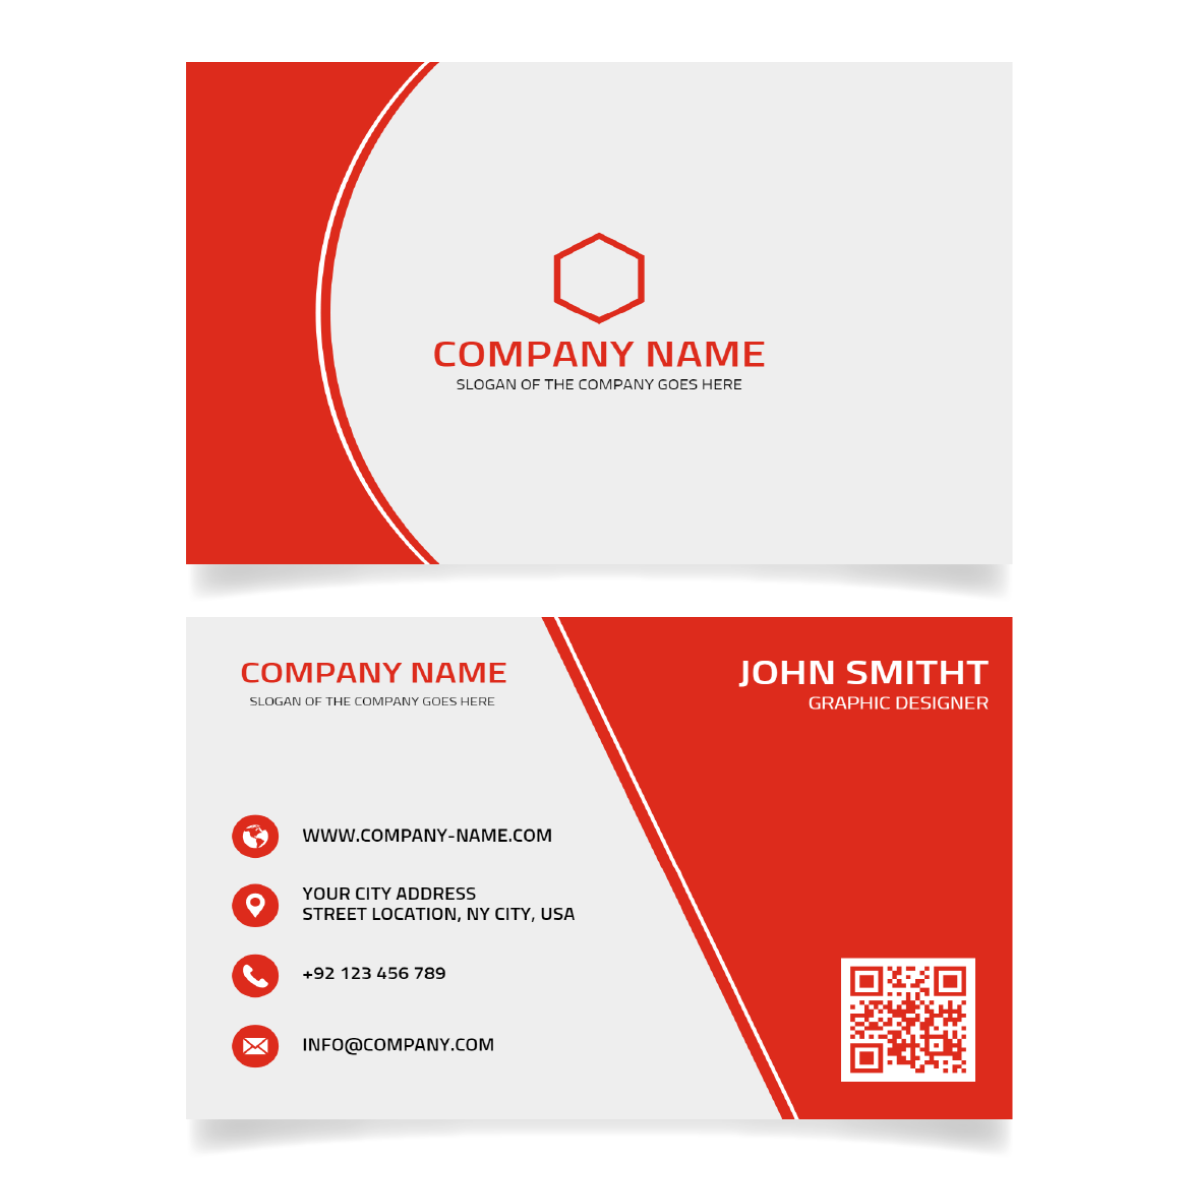 COMPANY NAME
SLOGAN OF THE COMPANY GOES HERE
COMPANY NAME
SLOGAN OF THE COMPANY GOES HERE
JOHN SMITHT
GRAPHIC DESIGNER
WWW.COMPANY-NAME.COM
YOUR CITY ADDRESS
STREET LOCATION, NY CITY, USA
+92 123 456 789
INFO@COMPANY.COM